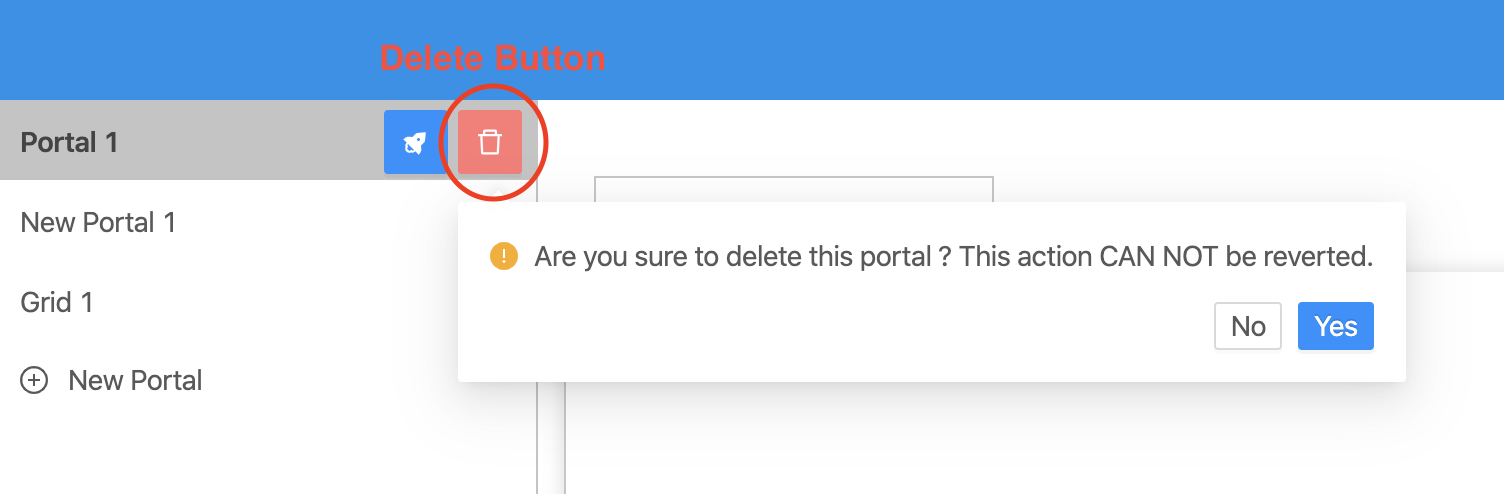 Delete Button
Portal 1
New Portal 1
Are you sure to delete this portal ? This action CAN NOT be reverted.
Grid 1
No
Yes
New Portal